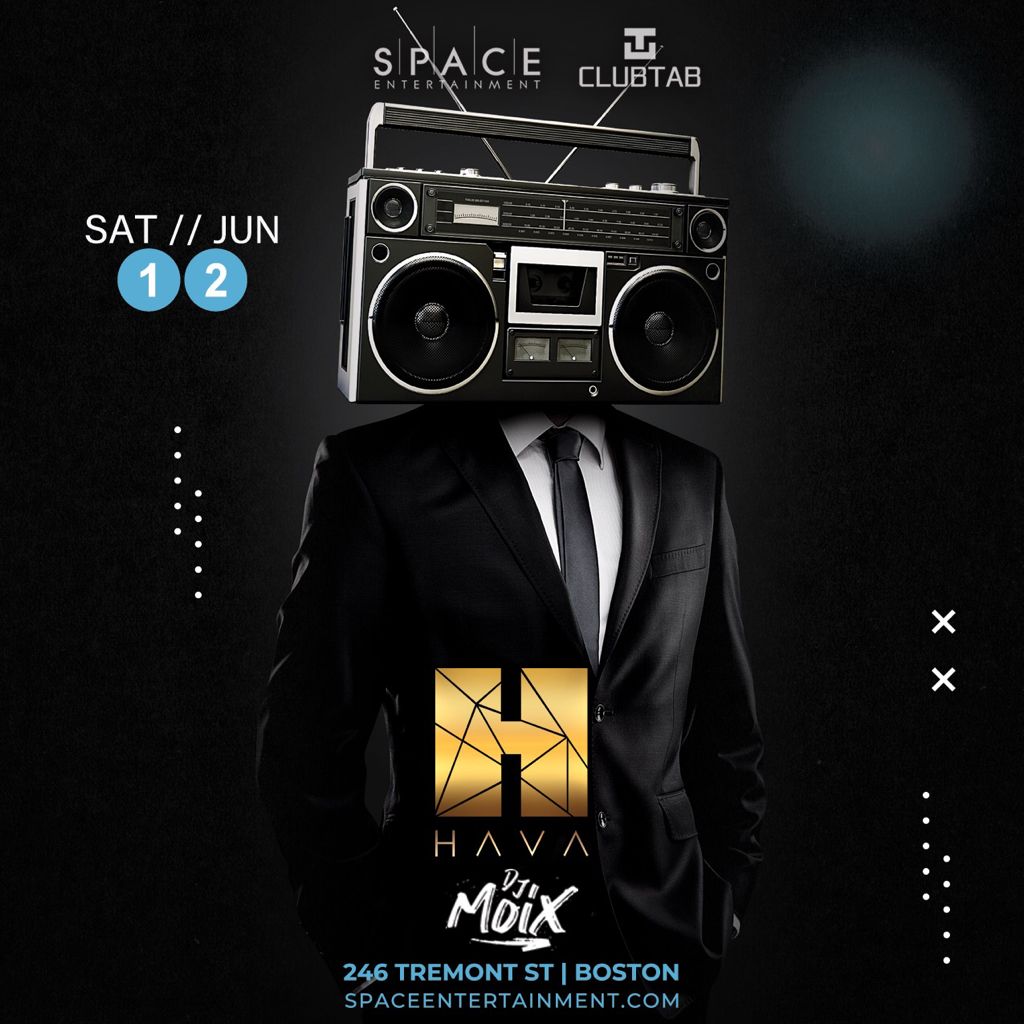 SPACE
ENTERTAINMENT
CLUBTAB
SAT // JUN
1 2
H
HAVA
DJ
MOiX
246 TREMONT ST | BOSTON
SPACEENTERTAINMENT.COM